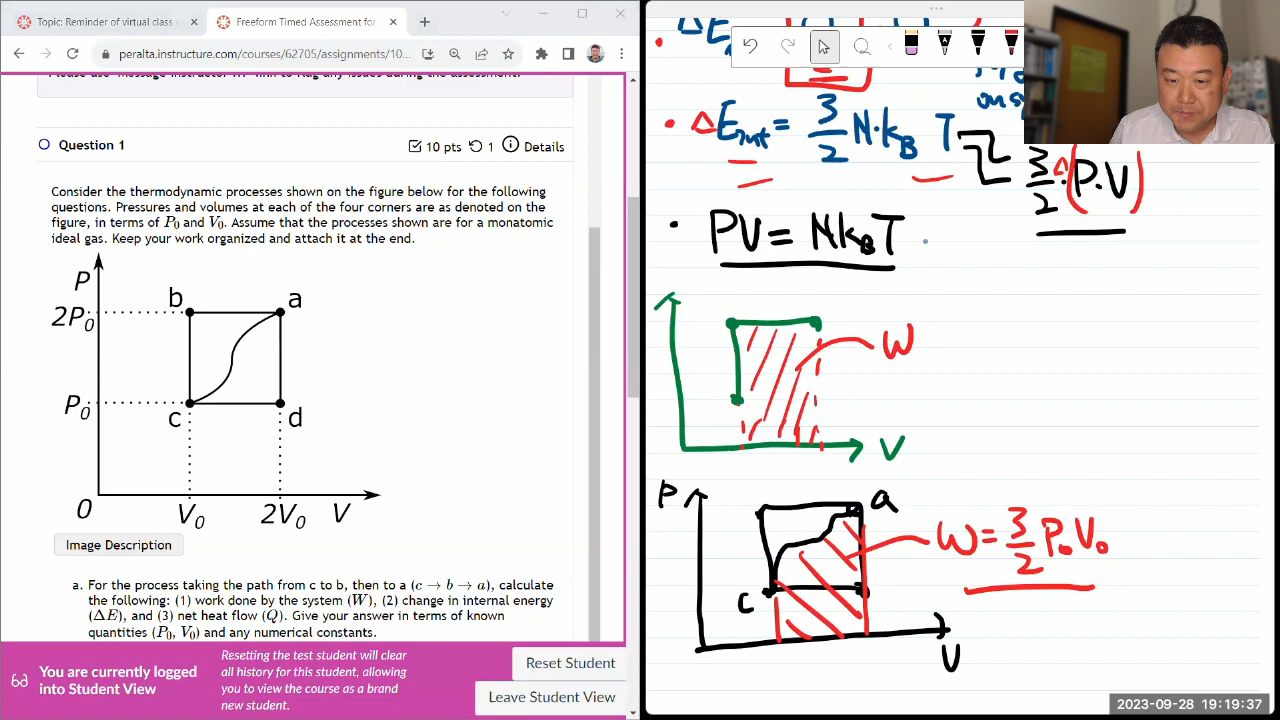 Topic: Reminder of virtual class
Freeform Timed Assessment for
peralta.instructure.com/courses/62705/assignments/10...
Question 1
10 pts
1
Details
Consider the thermodynamic processes shown on the figure below for the following
questions. Pressures and volumes at each of the four corners are as denoted on the
figure, in terms of P₀ and V₀. Assume that the processes shown are for a monatomic
ideal gas. Keep your work organized and attach it at the end.
P
b
a
2P₀
P₀
c
d
0
V₀
2V₀
V
Image Description
a. For the process taking the path from c to b, then to a (c → b → a), calculate
the following: (1) work done by the system (W), (2) change in internal energy
(ΔE), and (3) net heat flow (Q). Give your answer in terms of known
quantities (P₀, V₀) and any numerical constants.
You are currently logged
into Student View
Resetting the test student will clear
all history for this student, allowing
you to view the course as a brand
new student.
Reset Student
Leave Student View
ΔE
ΔEint = 3/2 N·kB T
3/2·Δ(P·V)
PV = NkBT
W
V
P
a
W = 3/2 P₀V₀
c
V
2023-09-28 19:19:37